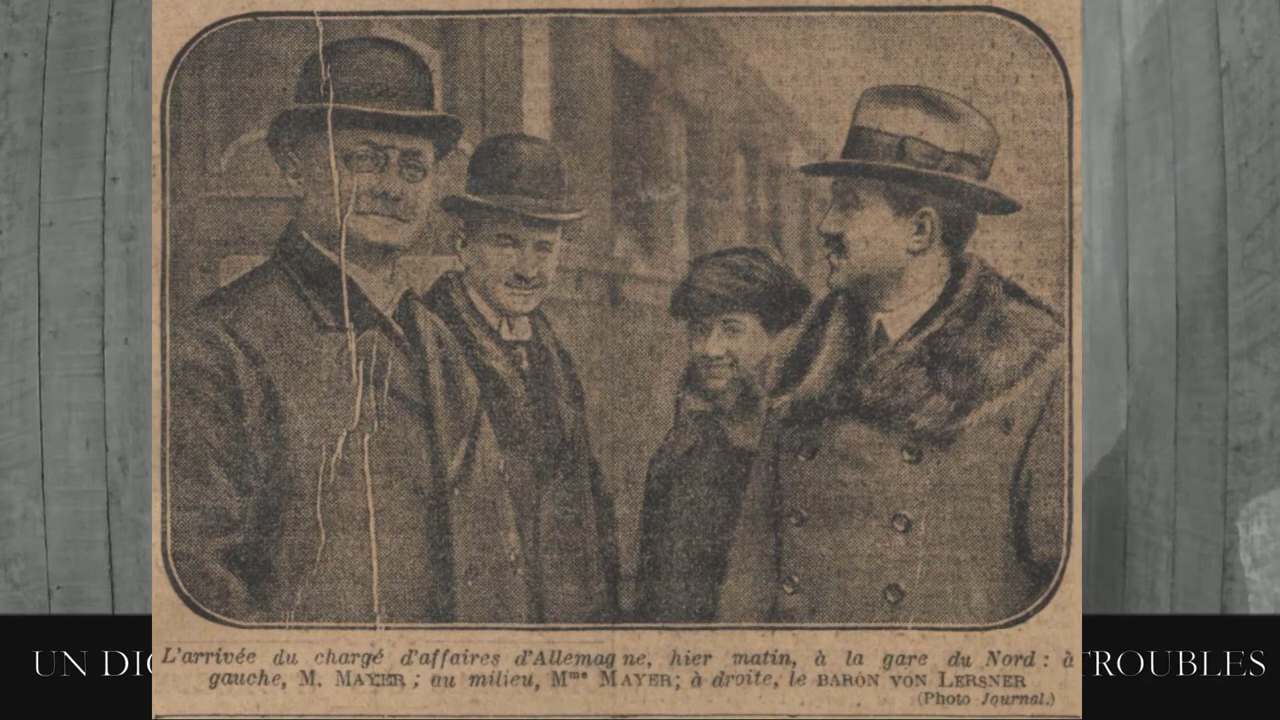 L'arrivée du chargé d'affaires d'Allemagne, hier matin, à la gare du Nord : à
gauche, M. MAYER ; au milieu, Mme MAYER ; à droite, le BARON VON LERSNER
(Photo Journal.)
UN DI
TROUBLES